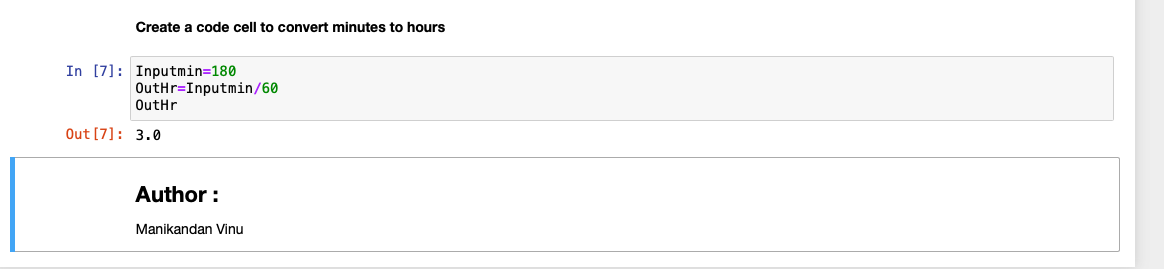 Create a code cell to convert minutes to hours
In [7]: Inputmin=180
OutHr=Inputmin/60
OutHr
Out[7]: 3.0
Author :
Manikandan Vinu